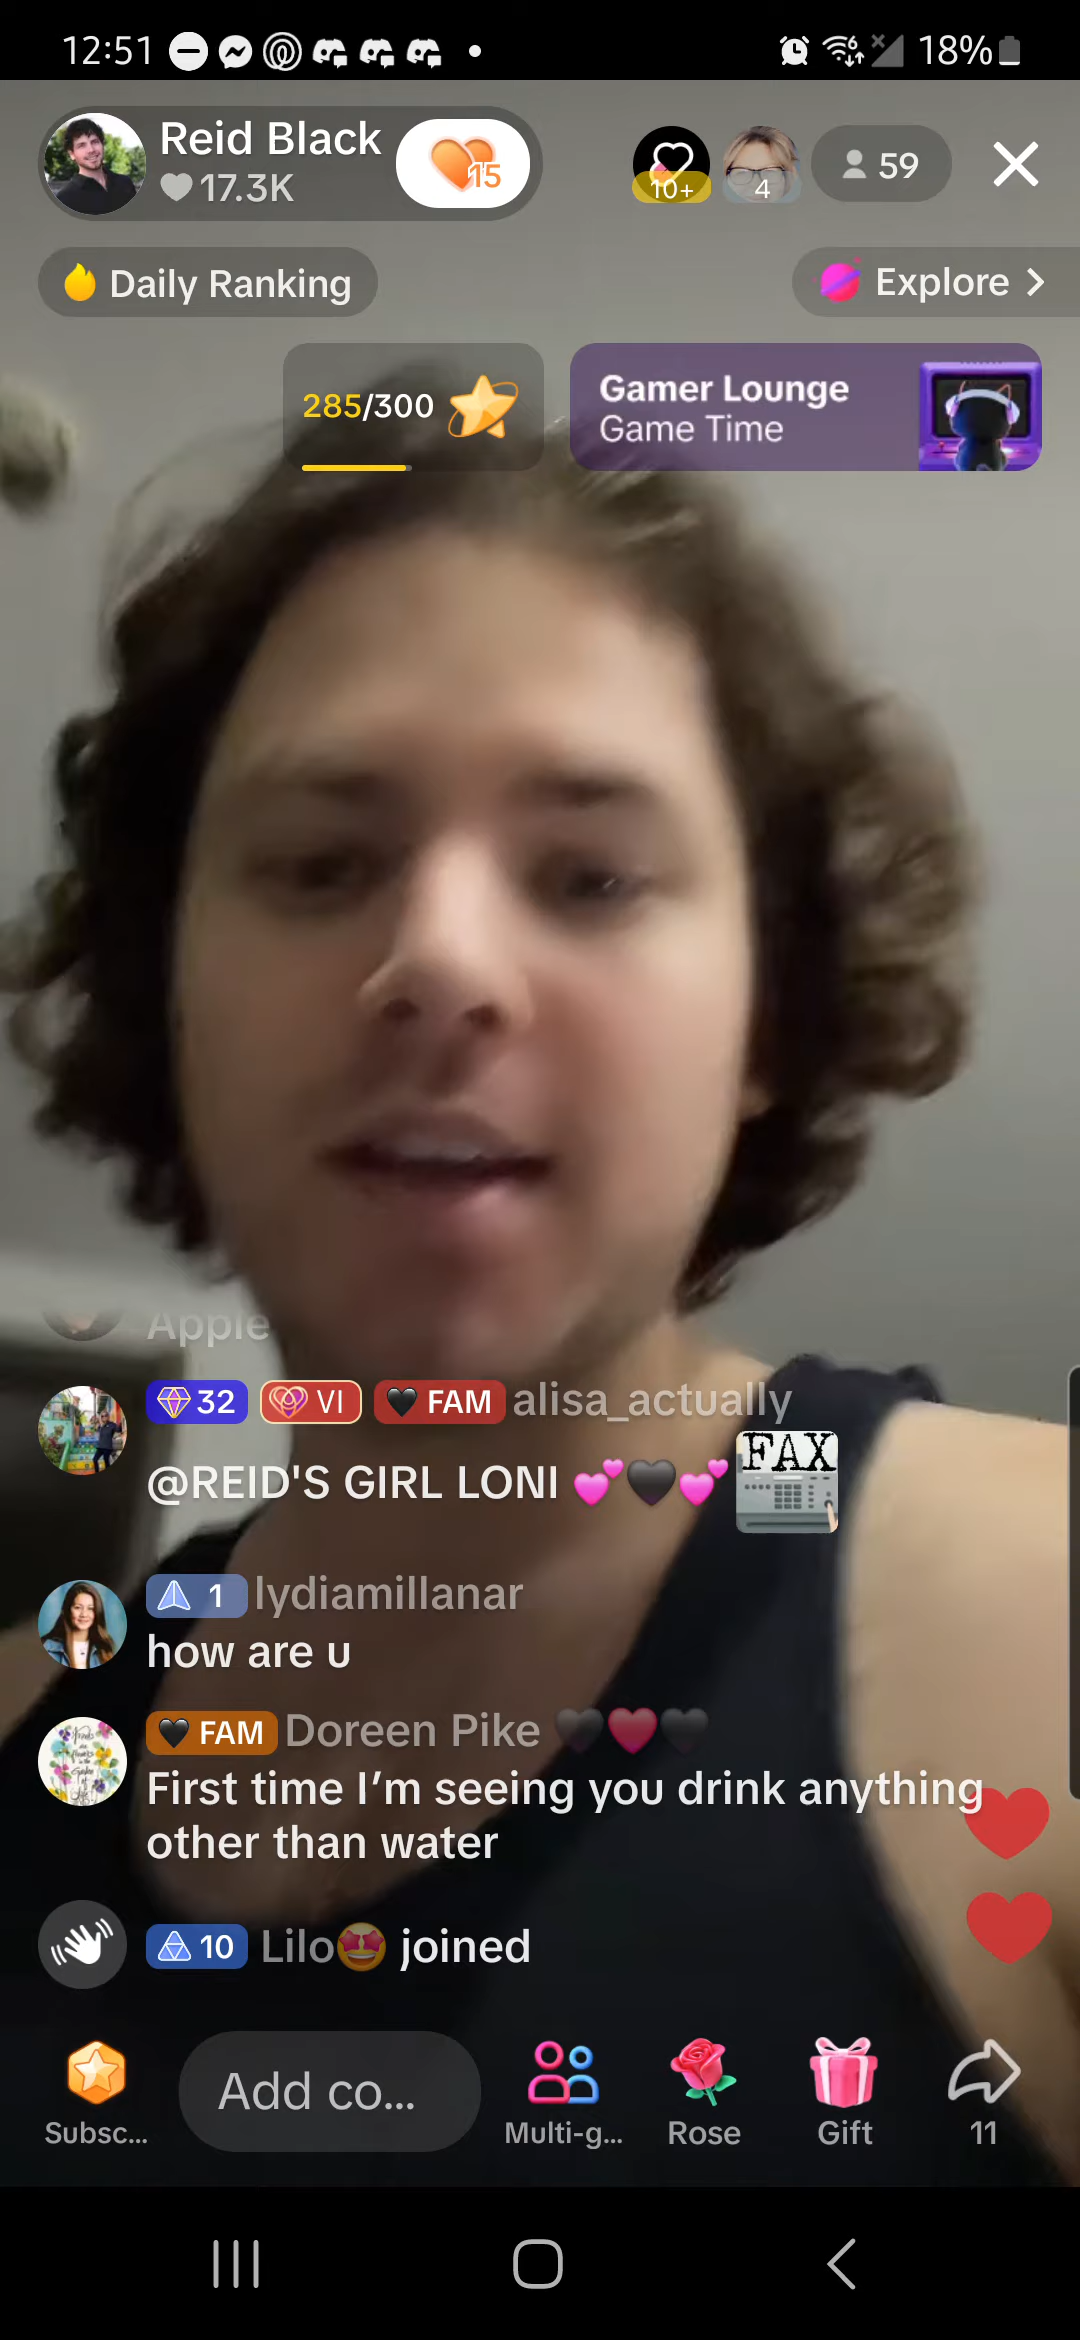 12:51
18%
Reid Black
17.3K
15
10+
4
59
Daily Ranking
Explore
285/300
Gamer Lounge
Game Time
Apple
32 VI 🖤 FAM alisa_actually
@REID'S GIRL LONI 💕🖤💕 FAX
1 lydiamillanar
how are u
🖤 FAM Doreen Pike 🖤❤️🖤
First time I’m seeing you drink anything
other than water
10 Lilo🤩 joined
Subsc...
Add co...
Multi-g...
Rose
Gift
11